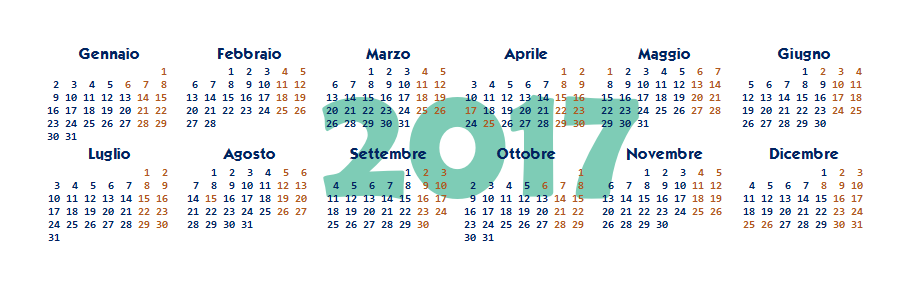 2017
Gennaio
1
2 3 4 5 6 7 8
9 10 11 12 13 14 15
16 17 18 19 20 21 22
23 24 25 26 27 28 29
30 31
Febbraio
1 2 3 4 5
6 7 8 9 10 11 12
13 14 15 16 17 18 19
20 21 22 23 24 25 26
27 28
Marzo
1 2 3 4 5
6 7 8 9 10 11 12
13 14 15 16 17 18 19
20 21 22 23 24 25 26
27 28 29 30 31
Aprile
1 2
3 4 5 6 7 8 9
10 11 12 13 14 15 16
17 18 19 20 21 22 23
24 25 26 27 28 29 30
Maggio
1 2 3 4 5 6 7
8 9 10 11 12 13 14
15 16 17 18 19 20 21
22 23 24 25 26 27 28
29 30 31
Giugno
1 2 3 4
5 6 7 8 9 10 11
12 13 14 15 16 17 18
19 20 21 22 23 24 25
26 27 28 29 30
Luglio
1 2
3 4 5 6 7 8 9
10 11 12 13 14 15 16
17 18 19 20 21 22 23
24 25 26 27 28 29 30
31
Agosto
1 2 3 4 5 6
7 8 9 10 11 12 13
14 15 16 17 18 19 20
21 22 23 24 25 26 27
28 29 30 31
Settembre
1 2 3
4 5 6 7 8 9 10
11 12 13 14 15 16 17
18 19 20 21 22 23 24
25 26 27 28 29 30
Ottobre
1
2 3 4 5 6 7 8
9 10 11 12 13 14 15
16 17 18 19 20 21 22
23 24 25 26 27 28 29
30 31
Novembre
1 2 3 4 5
6 7 8 9 10 11 12
13 14 15 16 17 18 19
20 21 22 23 24 25 26
27 28 29 30
Dicembre
1 2 3
4 5 6 7 8 9 10
11 12 13 14 15 16 17
18 19 20 21 22 23 24
25 26 27 28 29 30 31